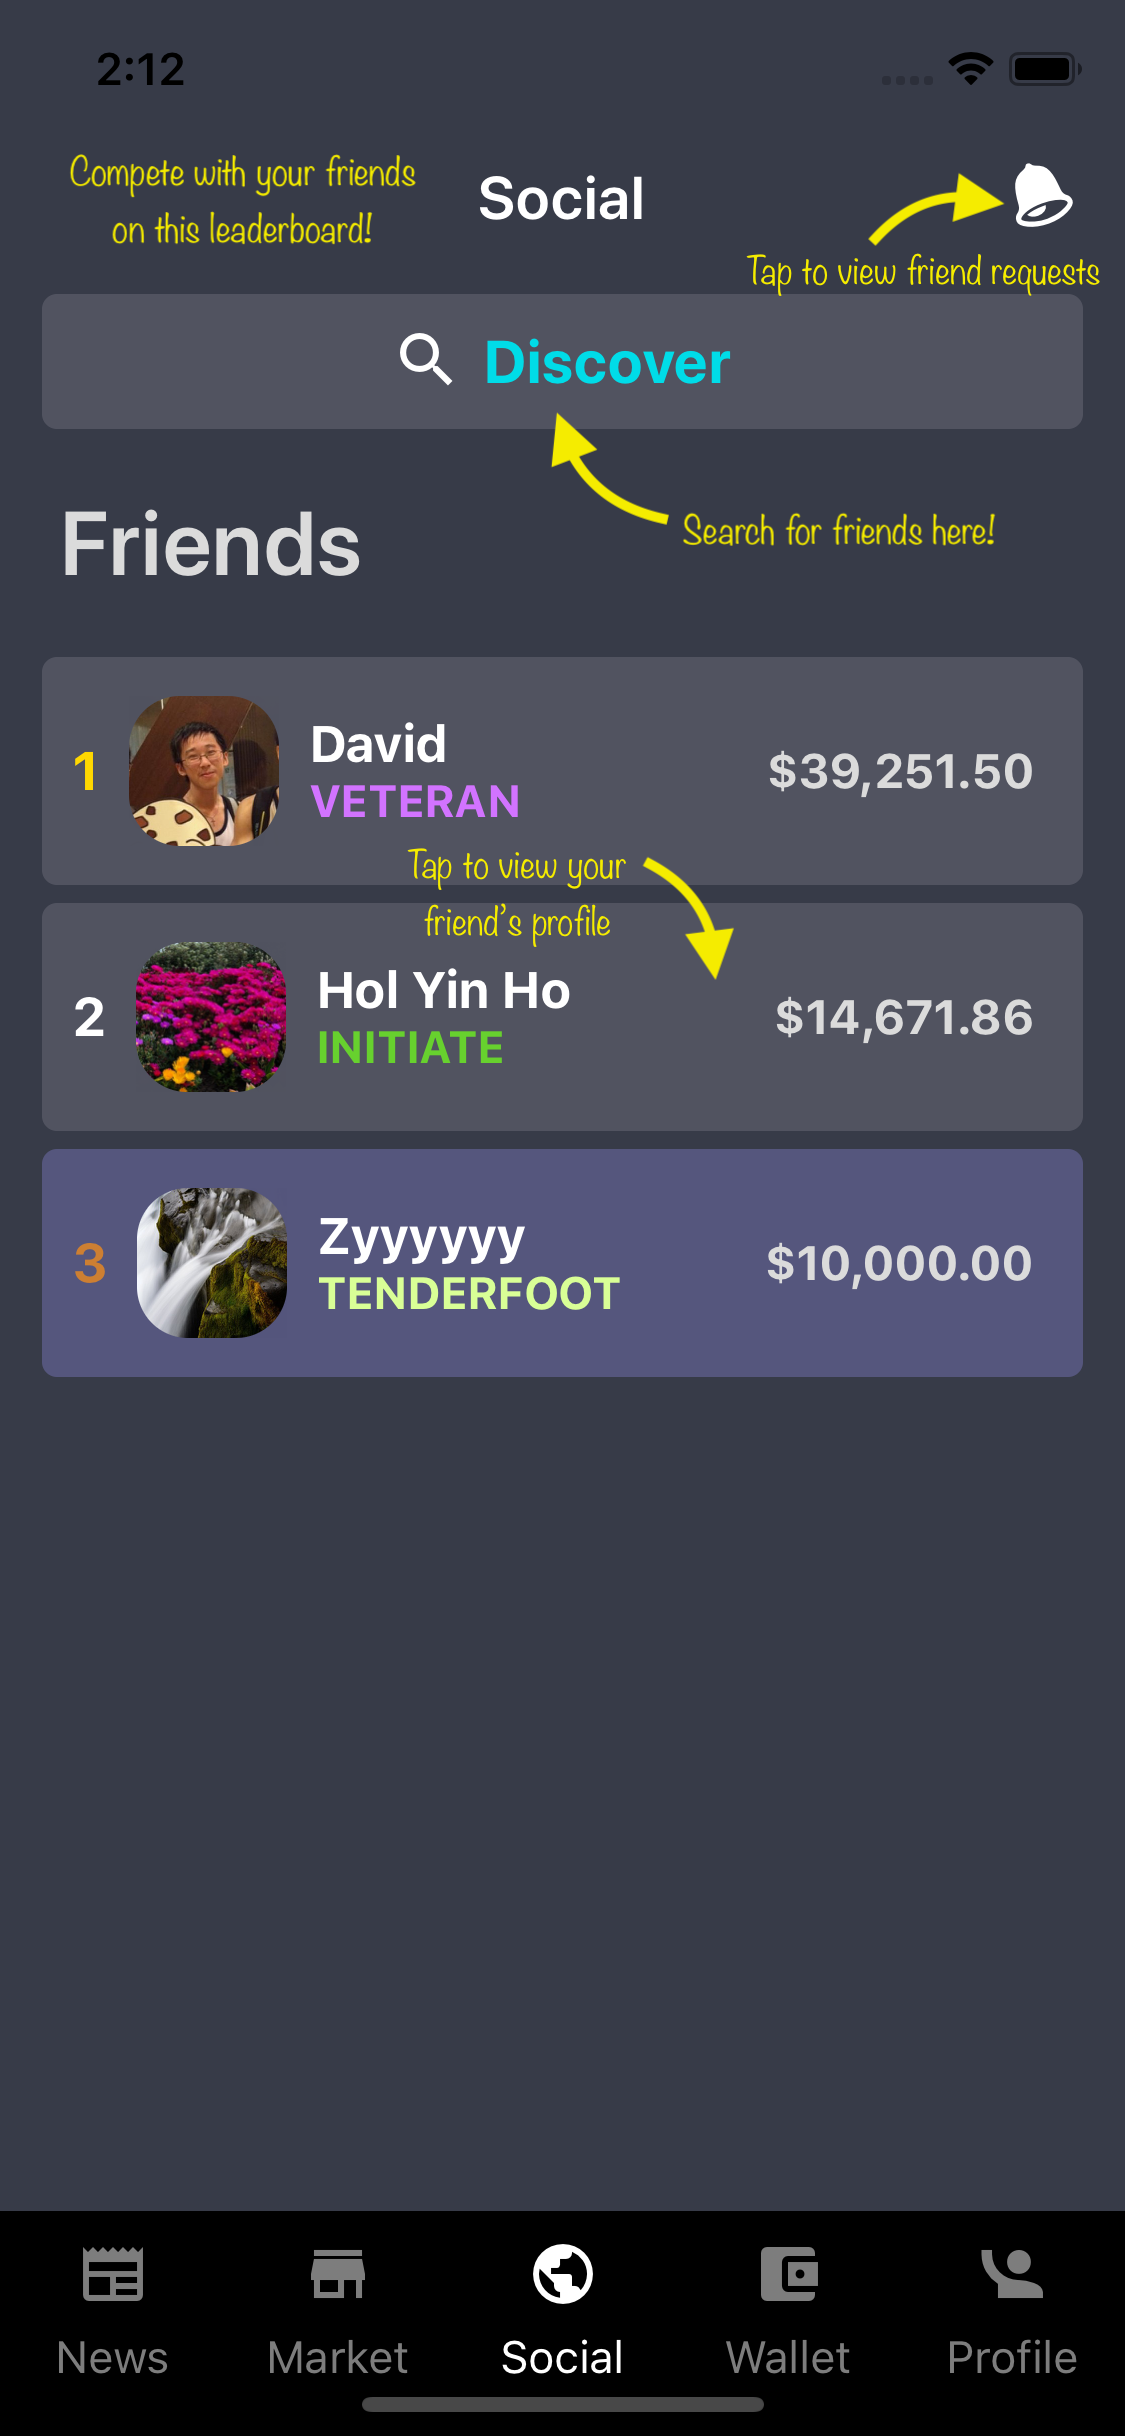 2:12
Compete with your friends
on this leaderboard!
Social
Tap to view friend requests
Discover
Search for friends here!
Friends
1 David $39,251.50
VETERAN
Tap to view your
friend's profile
2 Hol Yin Ho $14,671.86
INITIATE
3 Zyyyyyy $10,000.00
TENDERFOOT
News Market Social Wallet Profile